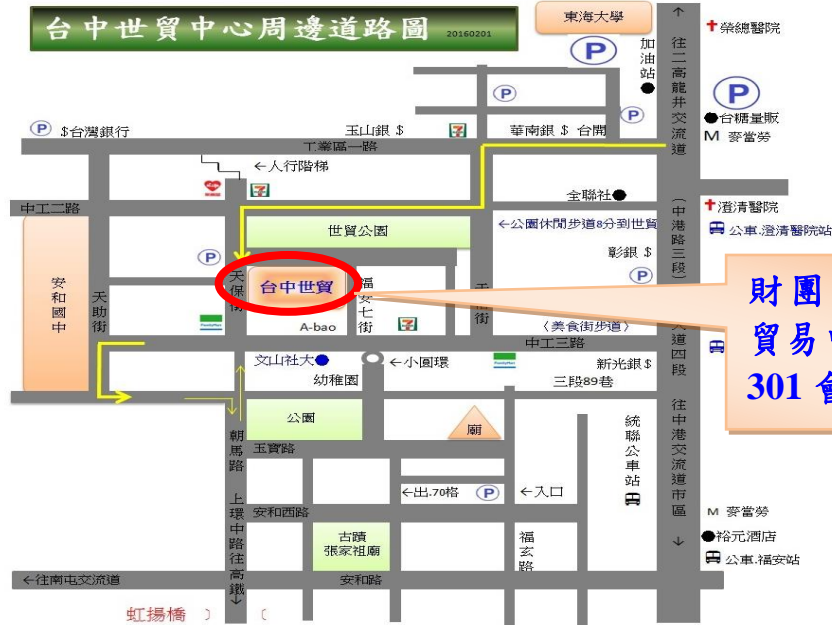 台中世貿中心周邊道路圖 20160201
東海大學
P
加油站
往二高龍井交流道
榮總醫院
P
台糖量販
M 麥當勞
P
P
P $台灣銀行
玉山銀 $
7
華南銀 $ 台開
工業區一路
←人行階梯
7
全聯社
(中港路三段)
澄清醫院
中工二路
世貿公園
←公園休閒步道8分到世貿
公車.澄清醫院站
彰銀 $
P
P
安和國中
天助街
天保街
台中世貿
福安七街
街
財團
貿易
301 會
A-bao
7
〈美食街步道〉
FamilyMart
中工三路
道四段
文山社大
←小圓環
新光銀$
幼稚園
三段89巷
公園
廟
統聯公車站
往中港交流道市區
朝馬路
玉寶路
←出.70格
P
←入口
上環中路往高鐵
安和西路
M 麥當勞
古蹟
張家祖廟
福玄路
裕元酒店
公車.福安站
←往南屯交流道
安和路
虹揚橋